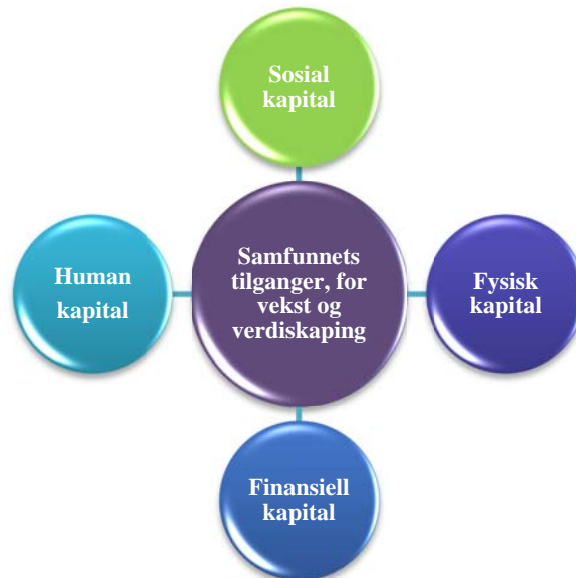 Sosial
kapital
Human
kapital
Samfunnets
tilganger, for
vekst og
verdiskaping
Fysisk
kapital
Finansiell
kapital